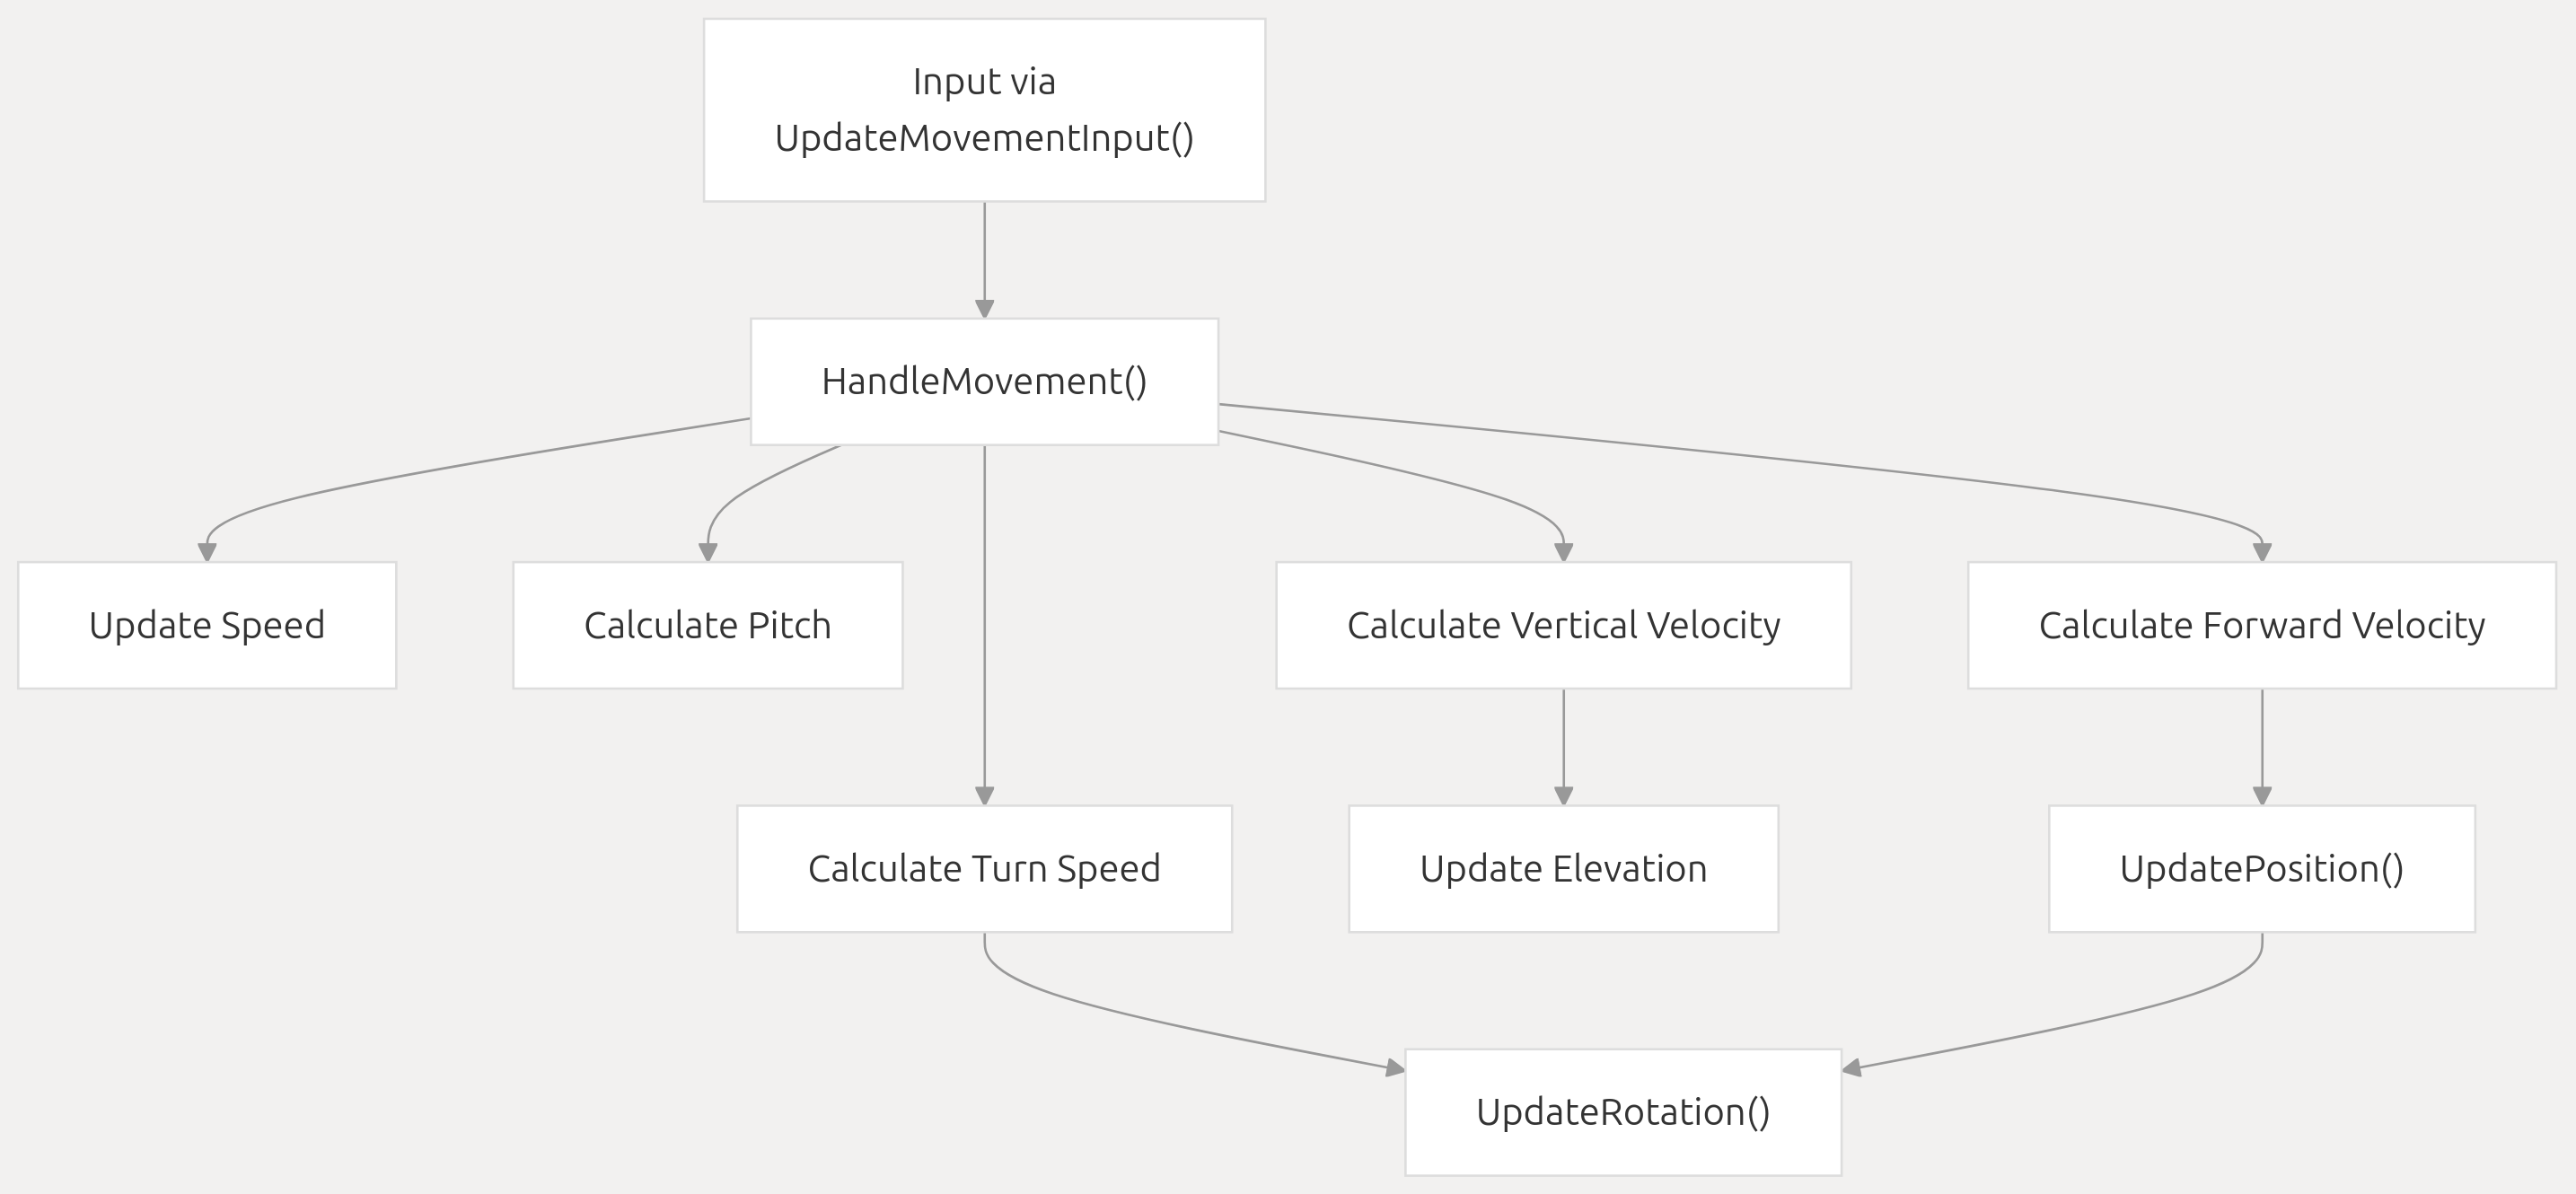 Input via
UpdateMovementInput()
HandleMovement()
Update Speed
Calculate Pitch
Calculate Vertical Velocity
Calculate Forward Velocity
Calculate Turn Speed
Update Elevation
UpdatePosition()
UpdateRotation()